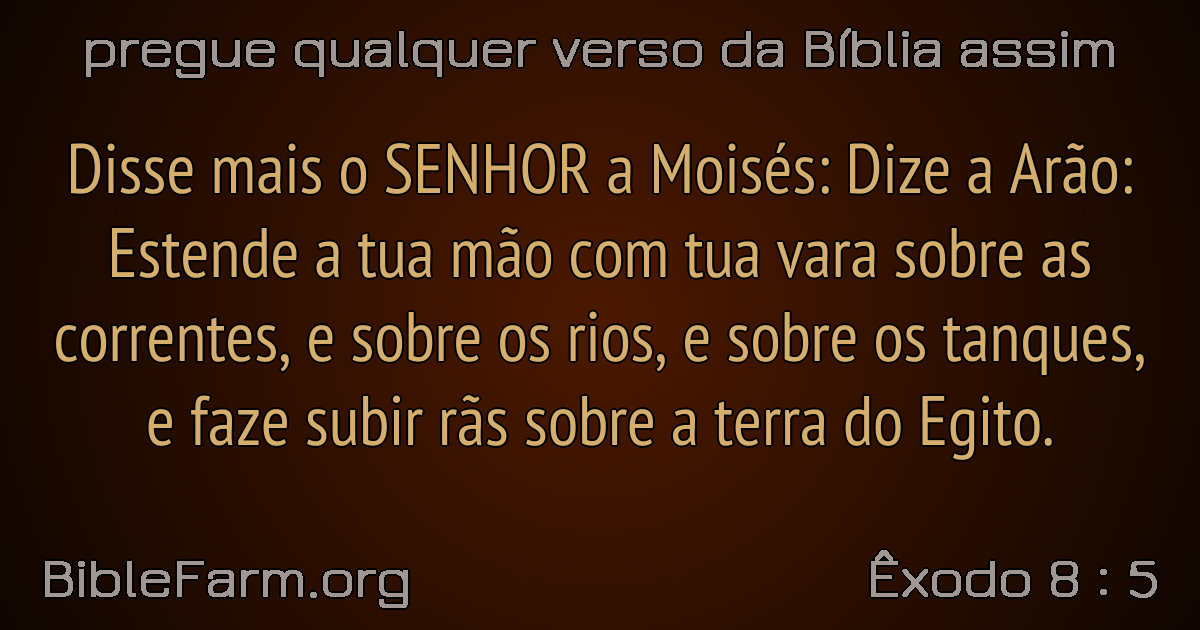 pregue qualquer verso da Bíblia assim
Disse mais o SENHOR a Moisés: Dize a Arão:
Estende a tua mão com tua vara sobre as
correntes, e sobre os rios, e sobre os tanques,
e faze subir rãs sobre a terra do Egito.
BibleFarm.org
Êxodo 8 : 5